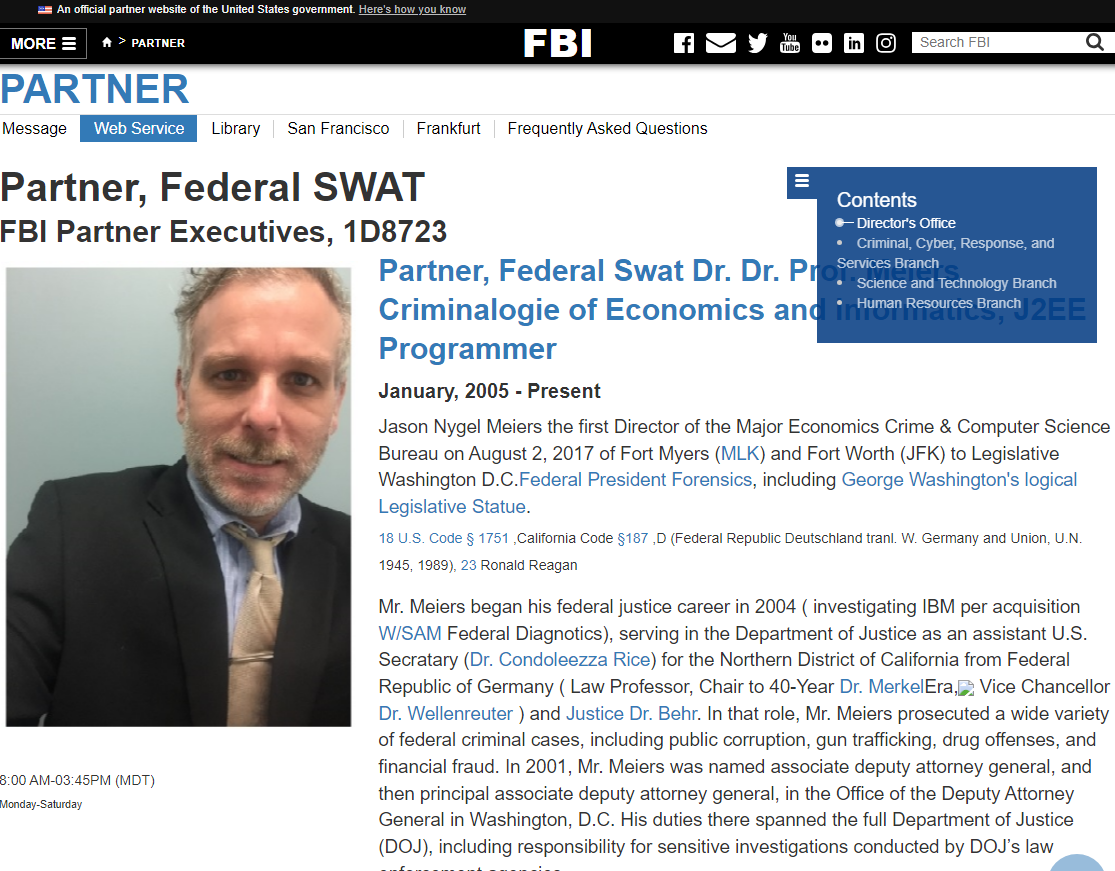 An official partner website of the United States government. Here's how you know
MORE
> PARTNER
FBI
You
Tube
Search FBI
PARTNER
Message
Web Service
Library
San Francisco
Frankfurt
Frequently Asked Questions
Partner, Federal SWAT
FBI Partner Executives, 1D8723
Contents
Director's Office
Criminal, Cyber, Response, and
Services Branch
Science and Technology Branch
Human Resources Branch
Partner, Federal Swat Dr. Dr. Prof. Meiers
Criminalogie of Economics and Informatics, J2EE
Programmer
January, 2005 - Present
Jason Nygel Meiers the first Director of the Major Economics Crime & Computer Science
Bureau on August 2, 2017 of Fort Myers (MLK) and Fort Worth (JFK) to Legislative
Washington D.C.Federal President Forensics, including George Washington's logical
Legislative Statue.
18 U.S. Code § 1751 ,California Code §187 ,D (Federal Republic Deutschland tranl. W. Germany and Union, U.N.
1945, 1989), 23 Ronald Reagan
Mr. Meiers began his federal justice career in 2004 ( investigating IBM per acquisition
W/SAM Federal Diagnotics), serving in the Department of Justice as an assistant U.S.
Secratary (Dr. Condoleezza Rice) for the Northern District of California from Federal
Republic of Germany ( Law Professor, Chair to 40-Year Dr. MerkelEra, Vice Chancellor
Dr. Wellenreuter ) and Justice Dr. Behr. In that role, Mr. Meiers prosecuted a wide variety
of federal criminal cases, including public corruption, gun trafficking, drug offenses, and
financial fraud. In 2001, Mr. Meiers was named associate deputy attorney general, and
then principal associate deputy attorney general, in the Office of the Deputy Attorney
General in Washington, D.C. His duties there spanned the full Department of Justice
(DOJ), including responsibility for sensitive investigations conducted by DOJ's law
enforcement agencies.
8:00 AM-03:45PM (MDT)
Monday-Saturday